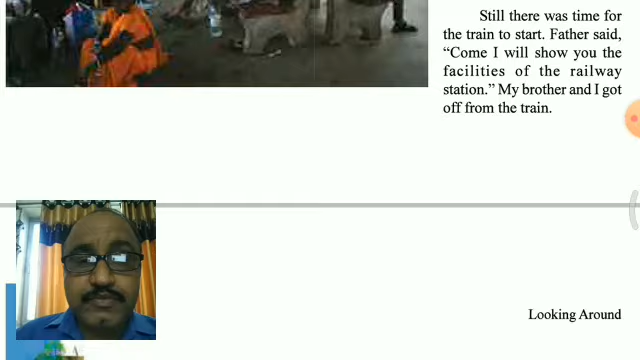 Still there was time for
the train to start. Father said,
“Come I will show you the
facilities of the railway
station.” My brother and I got
off from the train.
Looking Around